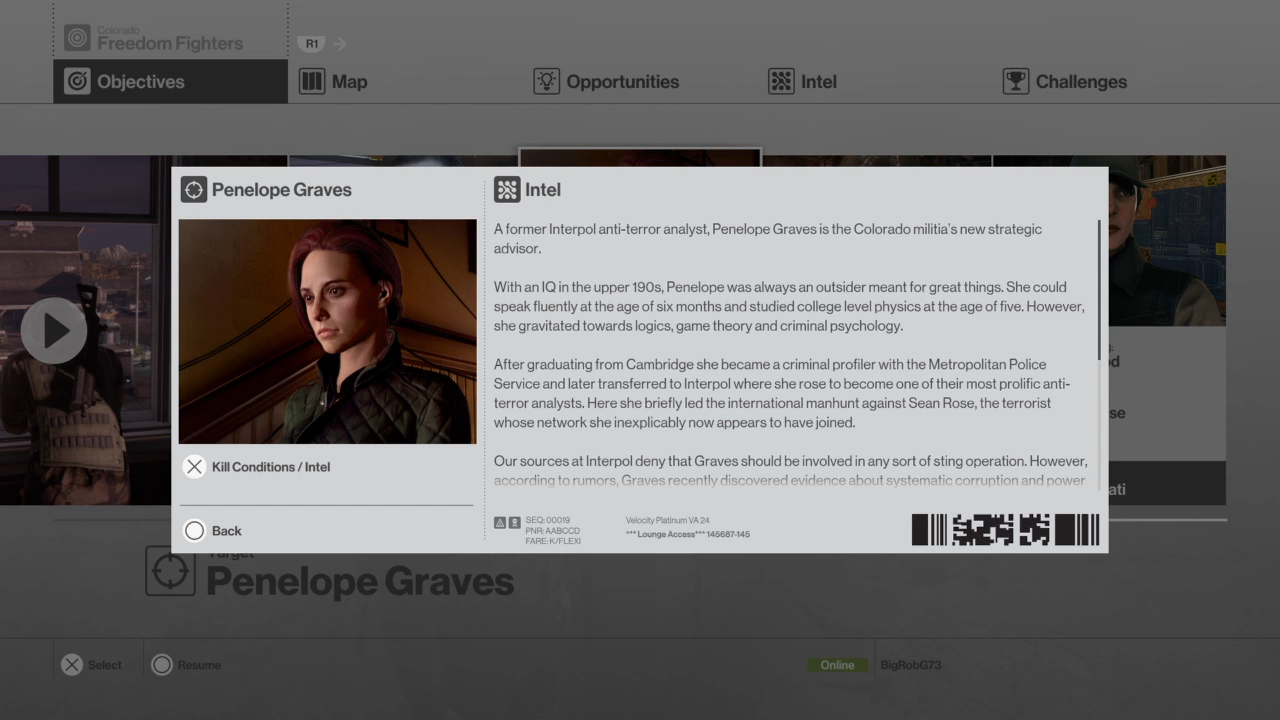 Colorado
Freedom Fighters
R1
Objectives
Map
Opportunities
Intel
Challenges
Penelope Graves
Kill Conditions / Intel
Back
Intel
A former Interpol anti-terror analyst, Penelope Graves is the Colorado militia's new strategic
advisor.
With an IQ in the upper 190s, Penelope was always an outsider meant for great things. She could
speak fluently at the age of six months and studied college level physics at the age of five. However,
she gravitated towards logics, game theory and criminal psychology.
After graduating from Cambridge she became a criminal profiler with the Metropolitan Police
Service and later transferred to Interpol where she rose to become one of their most prolific anti-
terror analysts. Here she briefly led the international manhunt against Sean Rose, the terrorist
whose network she inexplicably now appears to have joined.
Our sources at Interpol deny that Graves should be involved in any sort of sting operation. However,
according to rumors, Graves recently discovered evidence about systematic corruption and power
SEQ: 00019
PNR: AABCCD
FARE: K/FLEXI
Velocity Platinum VA 24
*** Lounge Access*** 145687-145
Target
Penelope Graves
Select
Resume
Online
BigRobG73